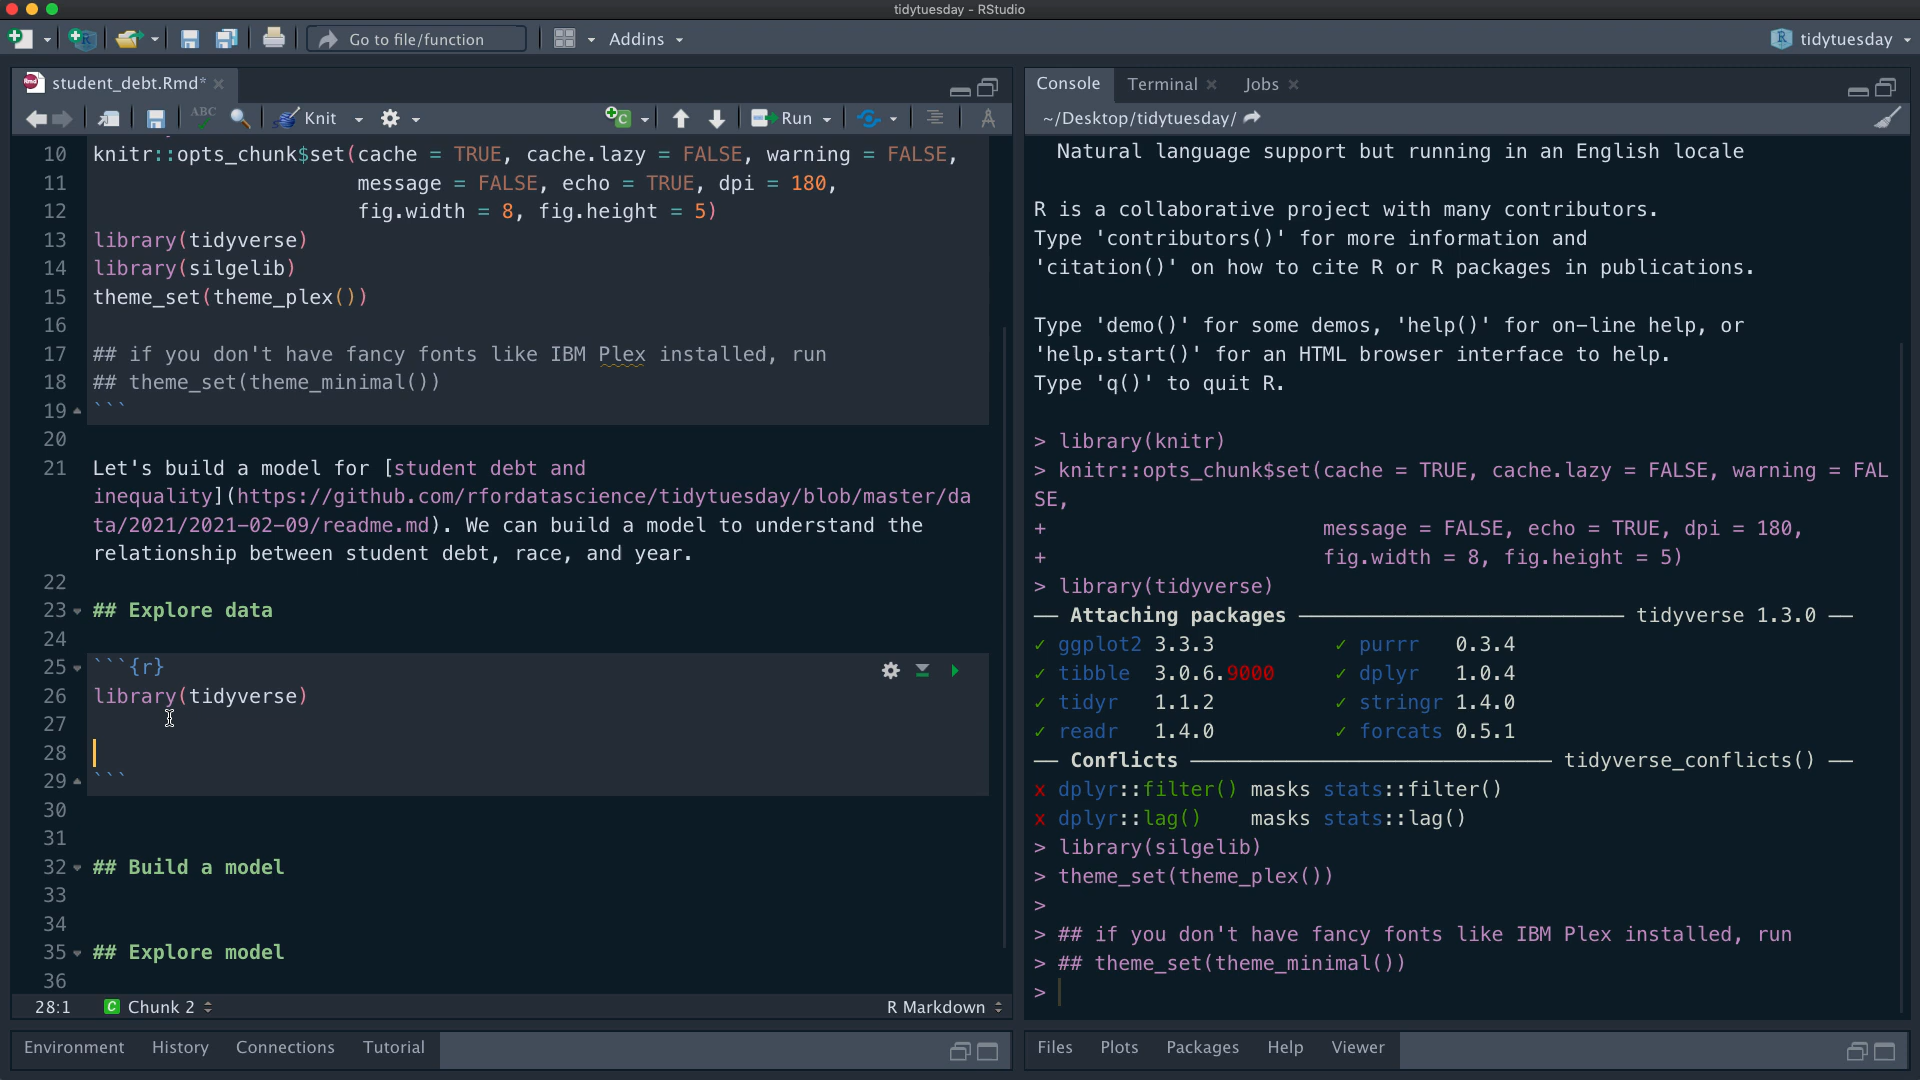 tidytuesday - RStudio
Go to file/function
Addins
tidytuesday
student_debt.Rmd*
ABC
Knit
Run
10 knitr::opts_chunk$set(cache = TRUE, cache.lazy = FALSE, warning = FALSE,
11 message = FALSE, echo = TRUE, dpi = 180,
12 fig.width = 8, fig.height = 5)
13 library(tidyverse)
14 library(silgelib)
15 theme_set(theme_plex())
16
17 ## if you don't have fancy fonts like IBM Plex installed, run
18 ## theme_set(theme_minimal())
19 ```
20
21 Let's build a model for [student debt and
inequality](https://github.com/rfordatascience/tidytuesday/blob/master/da
ta/2021/2021-02-09/readme.md). We can build a model to understand the
relationship between student debt, race, and year.
22
23 ## Explore data
24
25 ```{r}
26 library(tidyverse)
27
28
29 ```
30
31
32 ## Build a model
33
34
35 ## Explore model
36
28:1 C Chunk 2 R Markdown
Environment History Connections Tutorial
Console Terminal Jobs
~/Desktop/tidytuesday/
Natural language support but running in an English locale
R is a collaborative project with many contributors.
Type 'contributors()' for more information and
'citation()' on how to cite R or R packages in publications.
Type 'demo()' for some demos, 'help()' for on-line help, or
'help.start()' for an HTML browser interface to help.
Type 'q()' to quit R.
> library(knitr)
> knitr::opts_chunk$set(cache = TRUE, cache.lazy = FALSE, warning = FAL
SE,
+ message = FALSE, echo = TRUE, dpi = 180,
+ fig.width = 8, fig.height = 5)
> library(tidyverse)
── Attaching packages ─────────────────────────── tidyverse 1.3.0 ──
✓ ggplot2 3.3.3 ✓ purrr 0.3.4
✓ tibble 3.0.6.9000 ✓ dplyr 1.0.4
✓ tidyr 1.1.2 ✓ stringr 1.4.0
✓ readr 1.4.0 ✓ forcats 0.5.1
── Conflicts ────────────────────────────── tidyverse_conflicts() ──
x dplyr::filter() masks stats::filter()
x dplyr::lag() masks stats::lag()
> library(silgelib)
> theme_set(theme_plex())
>
> ## if you don't have fancy fonts like IBM Plex installed, run
> ## theme_set(theme_minimal())
>
Files Plots Packages Help Viewer